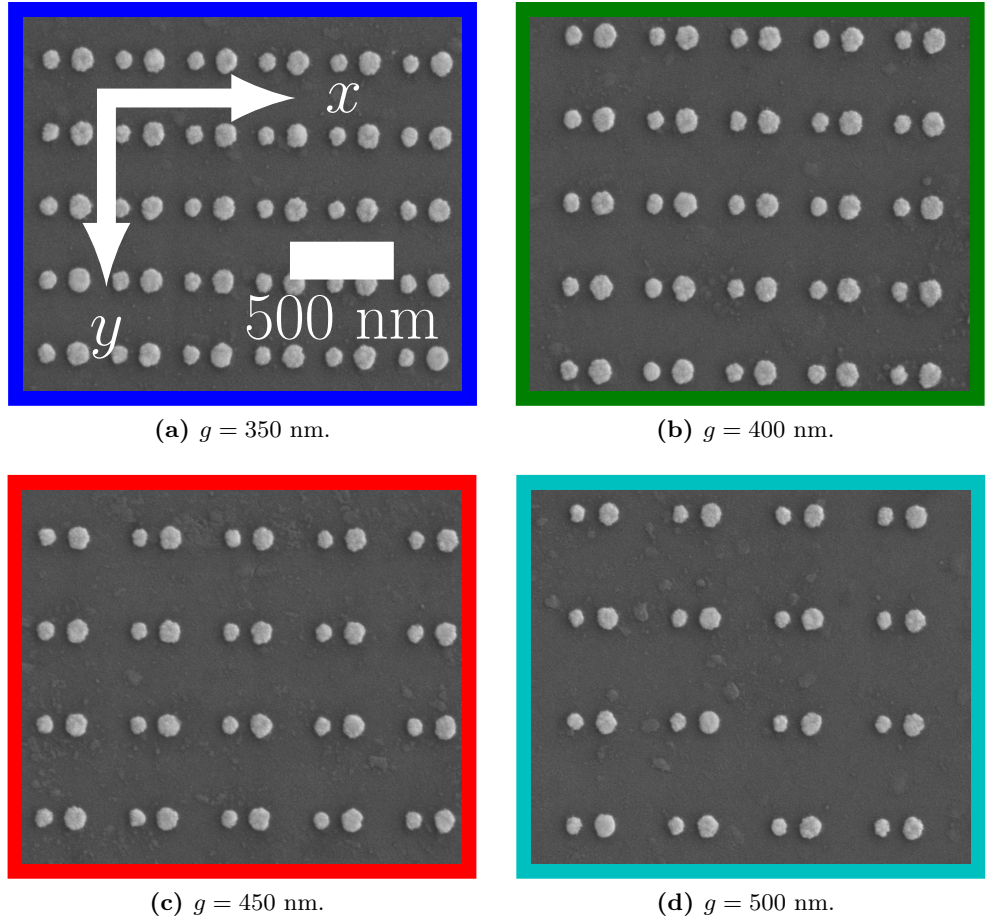 x
y
500 nm
(a) g = 350 nm.
(b) g = 400 nm.
(c) g = 450 nm.
(d) g = 500 nm.